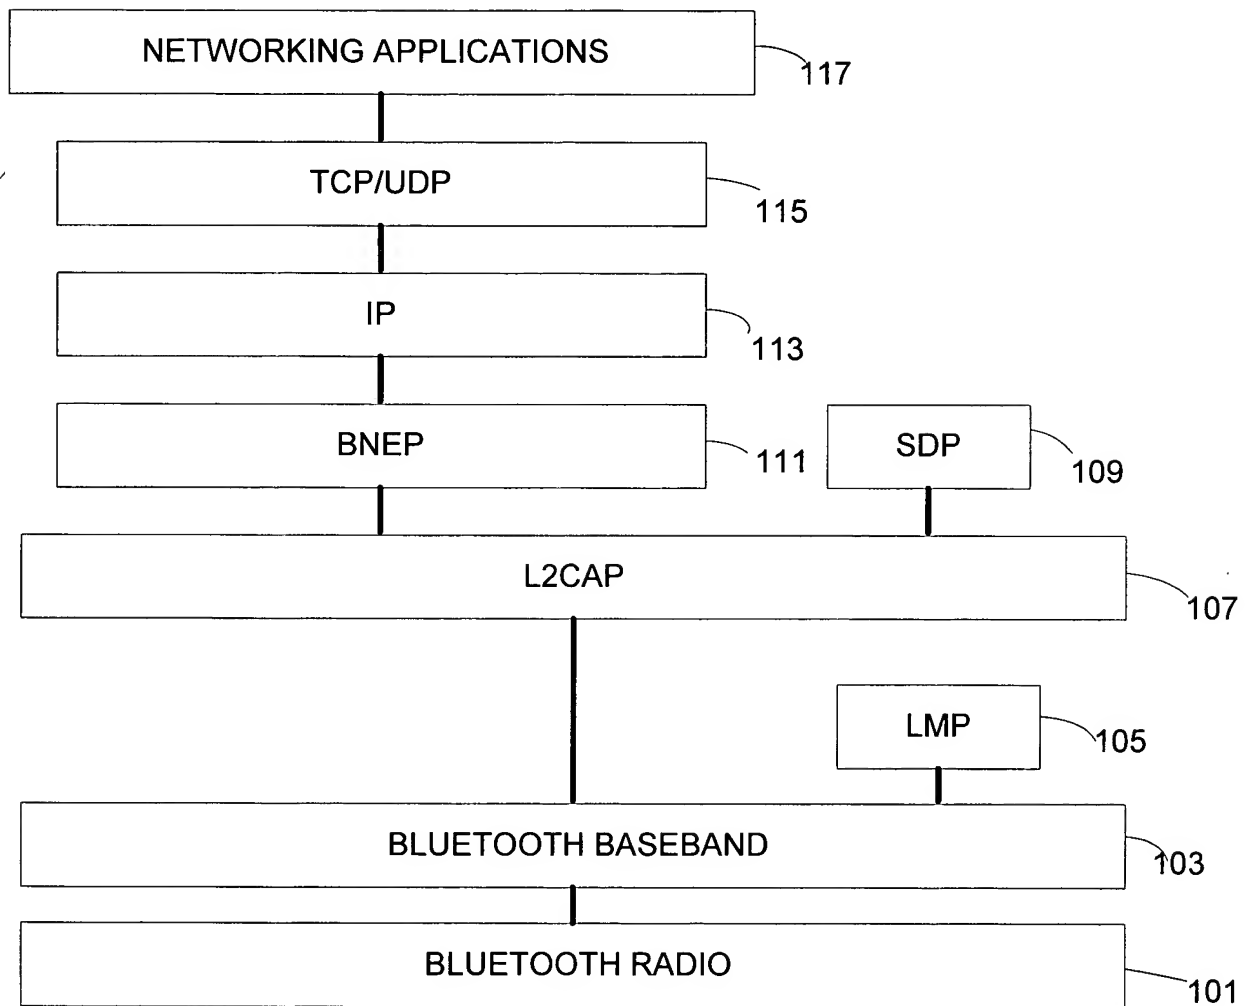 NETWORKING APPLICATIONS
117
TCP/UDP
115
IP
113
BNEP
111
SDP
109
L2CAP
107
LMP
105
BLUETOOTH BASEBAND
103
BLUETOOTH RADIO
101